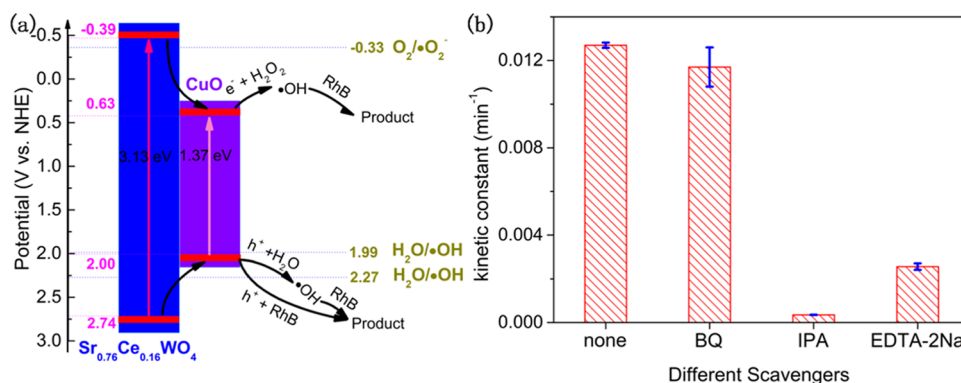 (a)
Potential (V vs. NHE)
-0.5
0.0
0.5
1.0
1.5
2.0
2.5
3.0
-0.39
0.63
2.00
2.74
3.13 eV
Sr0.76Ce0.16WO4
CuO
1.37 eV
-0.33 O2/•O2-
e- + H2O2
•OH
RhB
Product
1.99 H2O/•OH
2.27 H2O/•OH
h+ +H2O
•OH
RhB
h+ + RhB
Product
(b)
kinetic constant (min-1)
0.012
0.008
0.004
0.000
none BQ IPA EDTA-2Na
Different Scavengers